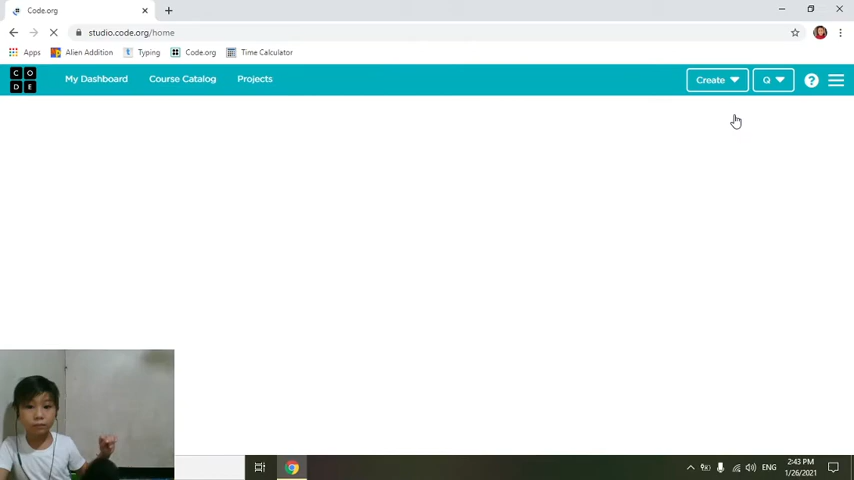 Code.org
studio.code.org/home
Apps Alien Addition Typing Code.org Time Calculator
C O
D E
My Dashboard Course Catalog Projects Create Q ?
t
2:43 PM
ENG
1/26/2021